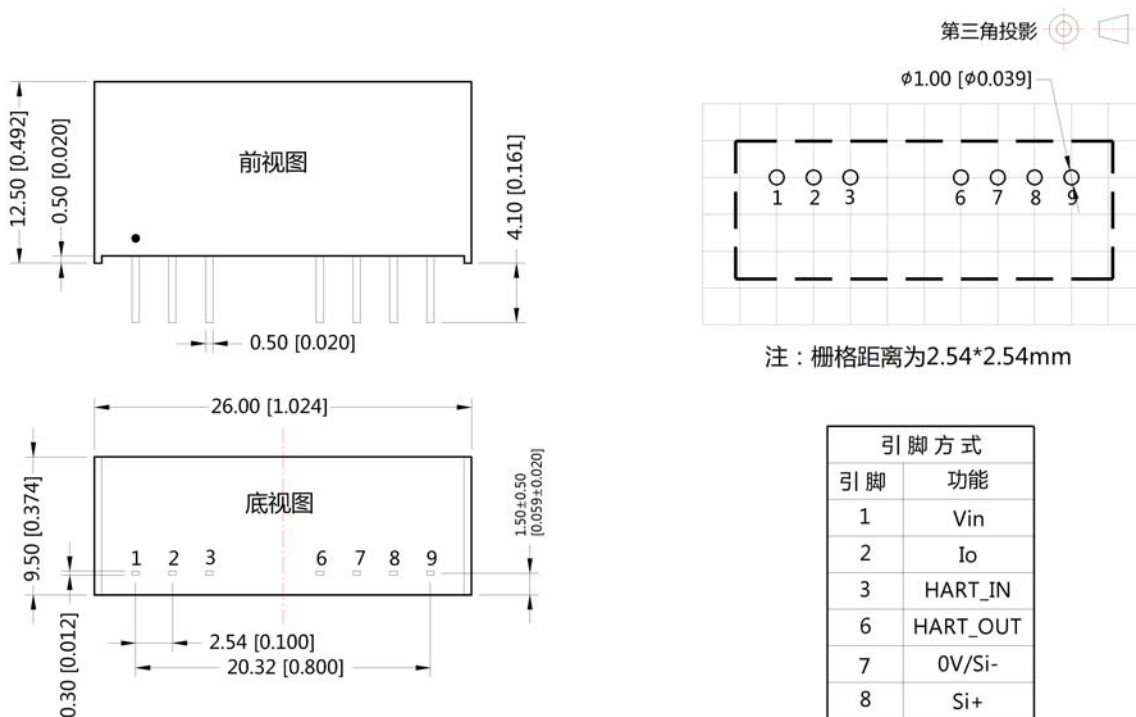 第三角投影
⌀1.00 [⌀0.039]
12.50 [0.492]
0.50 [0.020]
前视图
4.10 [0.161]
0.50 [0.020]
1 2 3 6 7 8 9
注：栅格距离为2.54*2.54mm
26.00 [1.024]
9.50 [0.374]
底视图
1.50±0.50
[0.059±0.020]
1 2 3 6 7 8 9
0.30 [0.012]
2.54 [0.100]
20.32 [0.800]
引脚方式
引脚 功能
1 Vin
2 Io
3 HART_IN
6 HART_OUT
7 0V/Si-
8 Si+